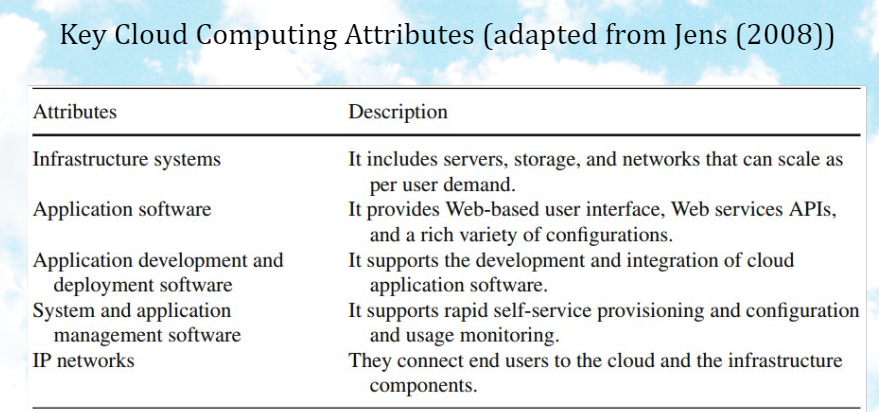 Key Cloud Computing Attributes (adapted from Jens (2008))
Attributes Description
Infrastructure systems It includes servers, storage, and networks that can scale as
per user demand.
Application software It provides Web-based user interface, Web services APIs,
and a rich variety of configurations.
Application development and It supports the development and integration of cloud
deployment software application software.
System and application It supports rapid self-service provisioning and configuration
management software and usage monitoring.
IP networks They connect end users to the cloud and the infrastructure
components.